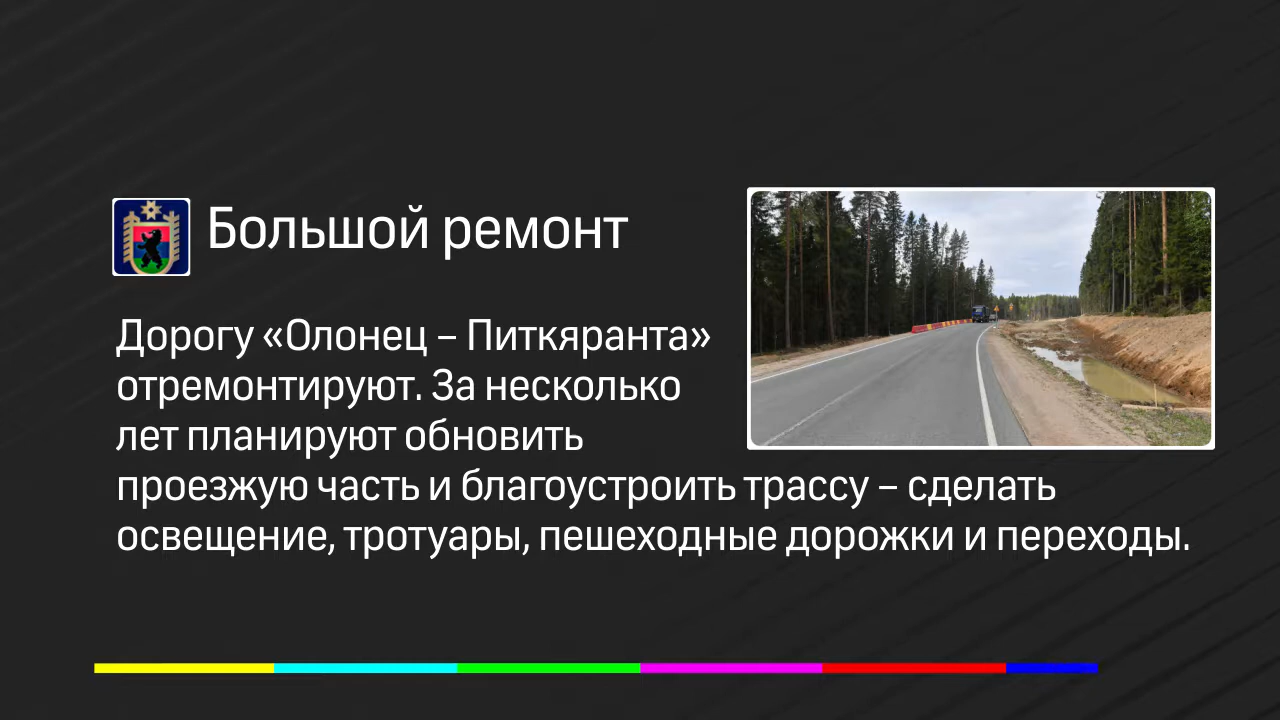 Большой ремонт
Дорогу «Олонец – Питкяранта»
отремонтируют. За несколько
лет планируют обновить
проезжую часть и благоустроить трассу – сделать
освещение, тротуары, пешеходные дорожки и переходы.